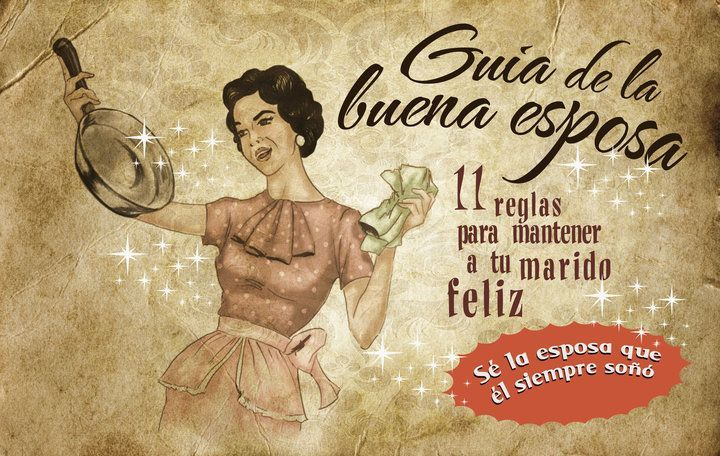 Guia de la
buena esposa
11 reglas
para mantener
a tu marido
feliz
Sé la esposa que
él siempre soñó